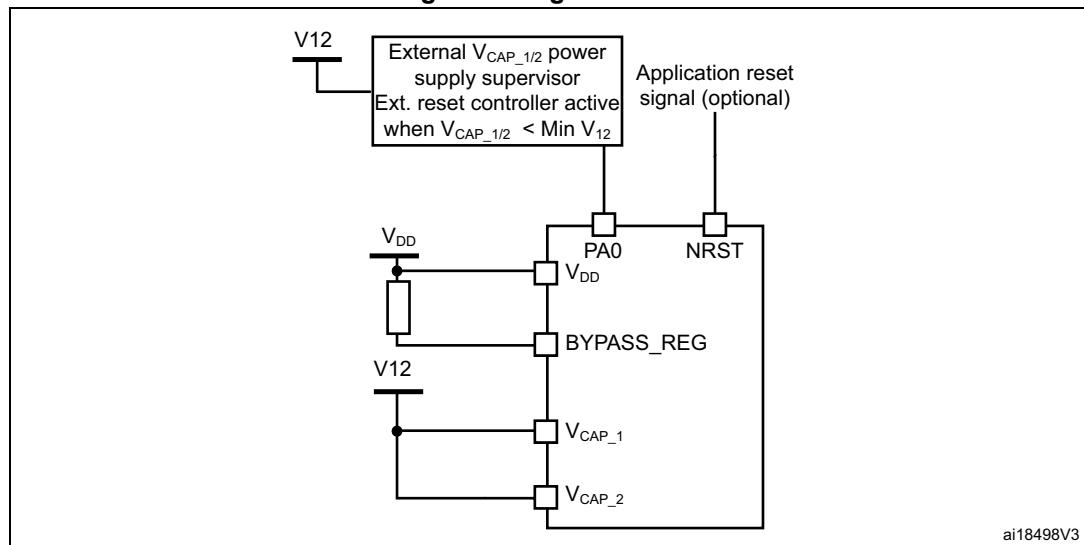 V12
External VCAP_1/2 power
supply supervisor
Ext. reset controller active
when VCAP_1/2 < Min V12
Application reset
signal (optional)
PA0
NRST
VDD
VDD
BYPASS_REG
V12
VCAP_1
VCAP_2
ai18498V3